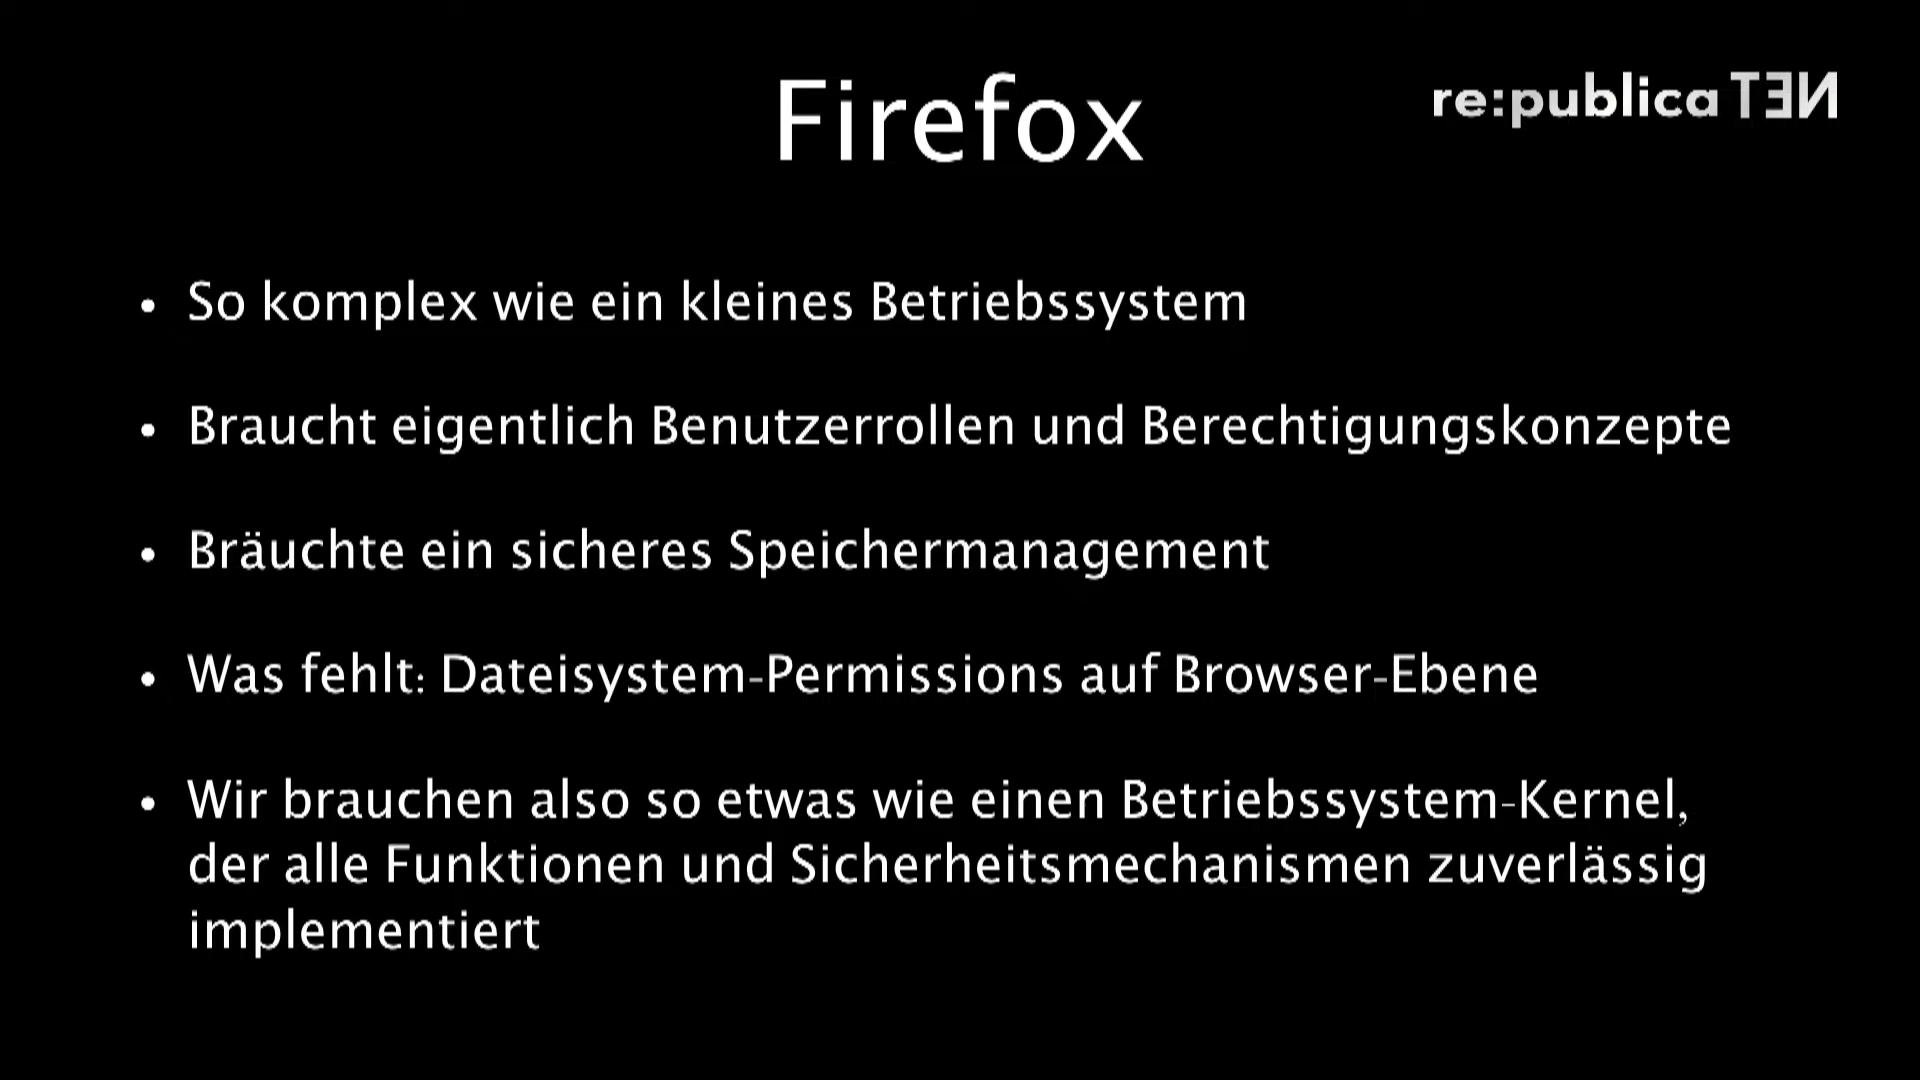 Firefox
re:publica TEN
• So komplex wie ein kleines Betriebssystem
• Braucht eigentlich Benutzerrollen und Berechtigungskonzepte
• Bräuchte ein sicheres Speichermanagement
• Was fehlt: Dateisystem-Permissions auf Browser-Ebene
• Wir brauchen also so etwas wie einen Betriebssystem-Kernel,
der alle Funktionen und Sicherheitsmechanismen zuverlässig
implementiert